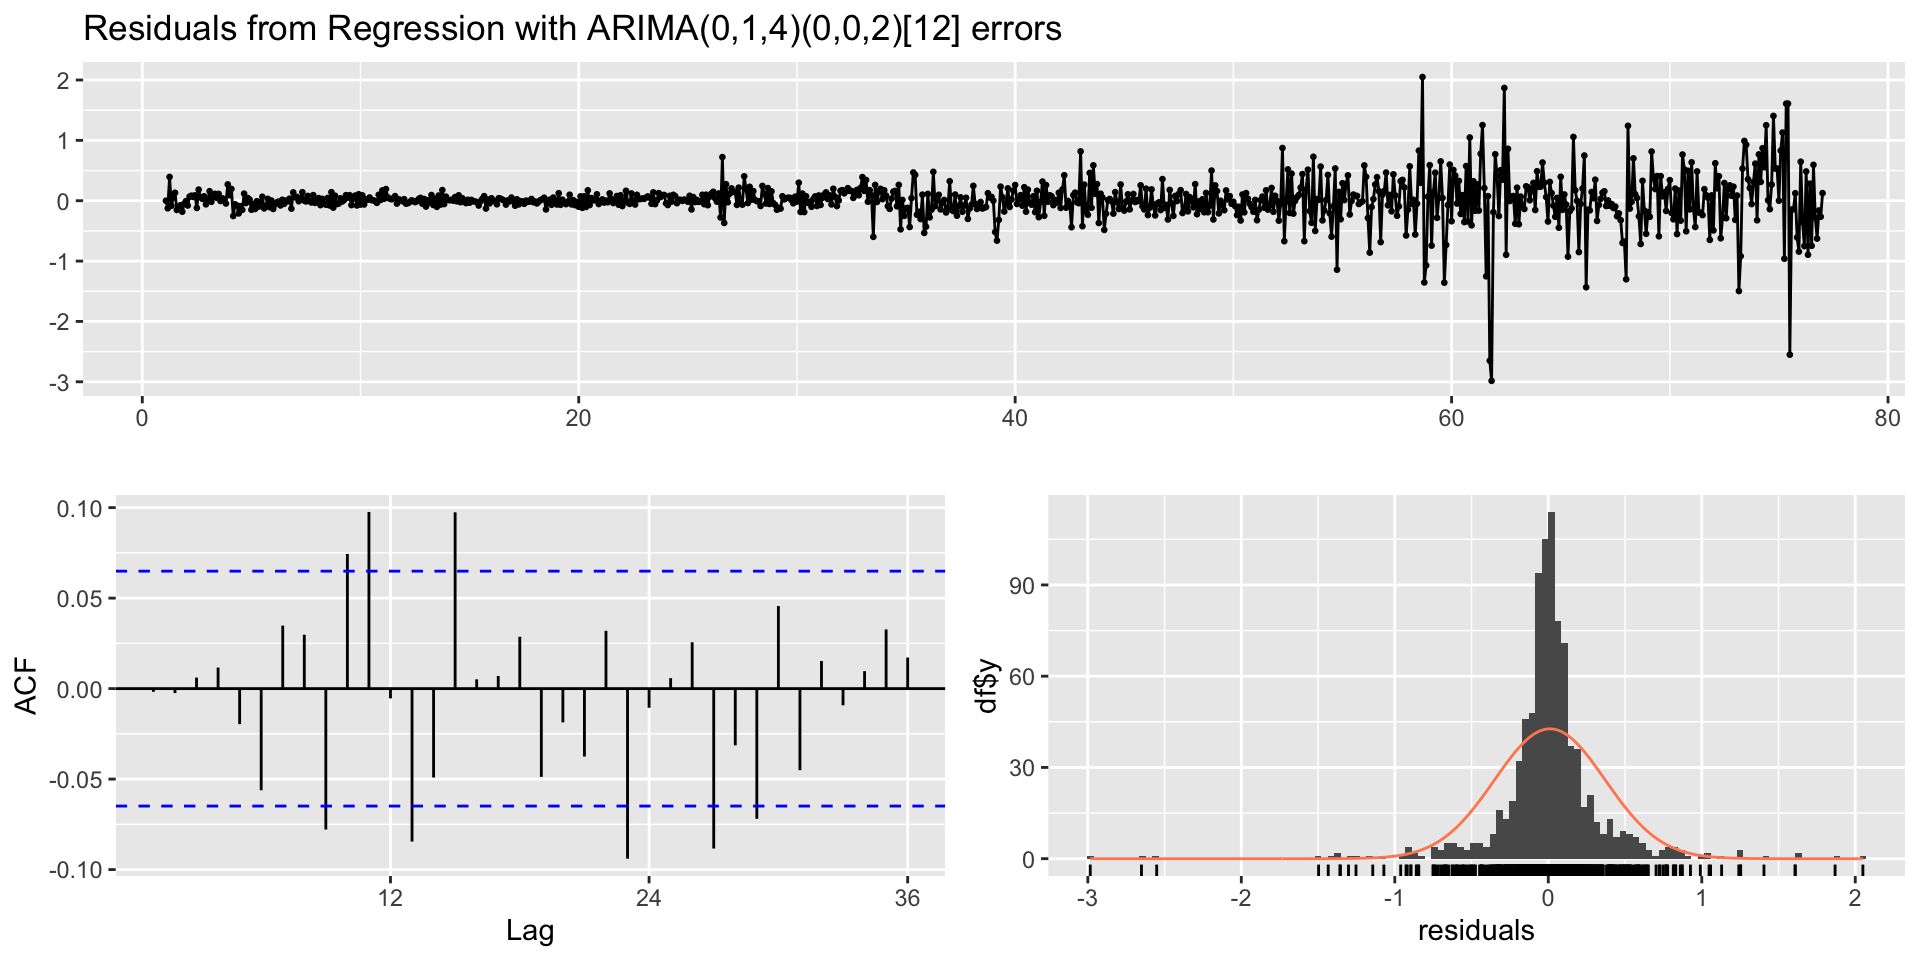 Residuals from Regression with ARIMA(0,1,4)(0,0,2)[12] errors
2
1
0
-1
-2
-3
0 20 40 60 80
0.10
0.05
0.00
-0.05
-0.10
ACF
12 24 36
Lag
90
60
30
0
df$y
-3 -2 -1 0 1 2
residuals